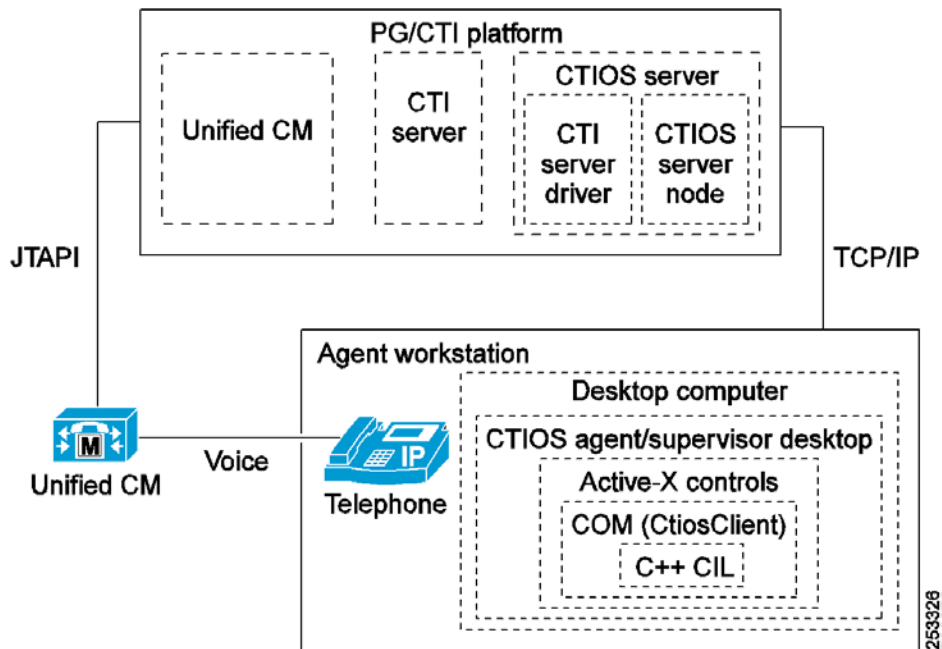 PG/CTI platform
Unified CM
CTI
server
CTIOS server
CTI
server
driver
CTIOS
server
node
JTAPI
TCP/IP
Agent workstation
Desktop computer
CTIOS agent/supervisor desktop
Active-X controls
COM (CtiosClient)
C++ CIL
M
Unified CM
Voice
IP
Telephone
253326